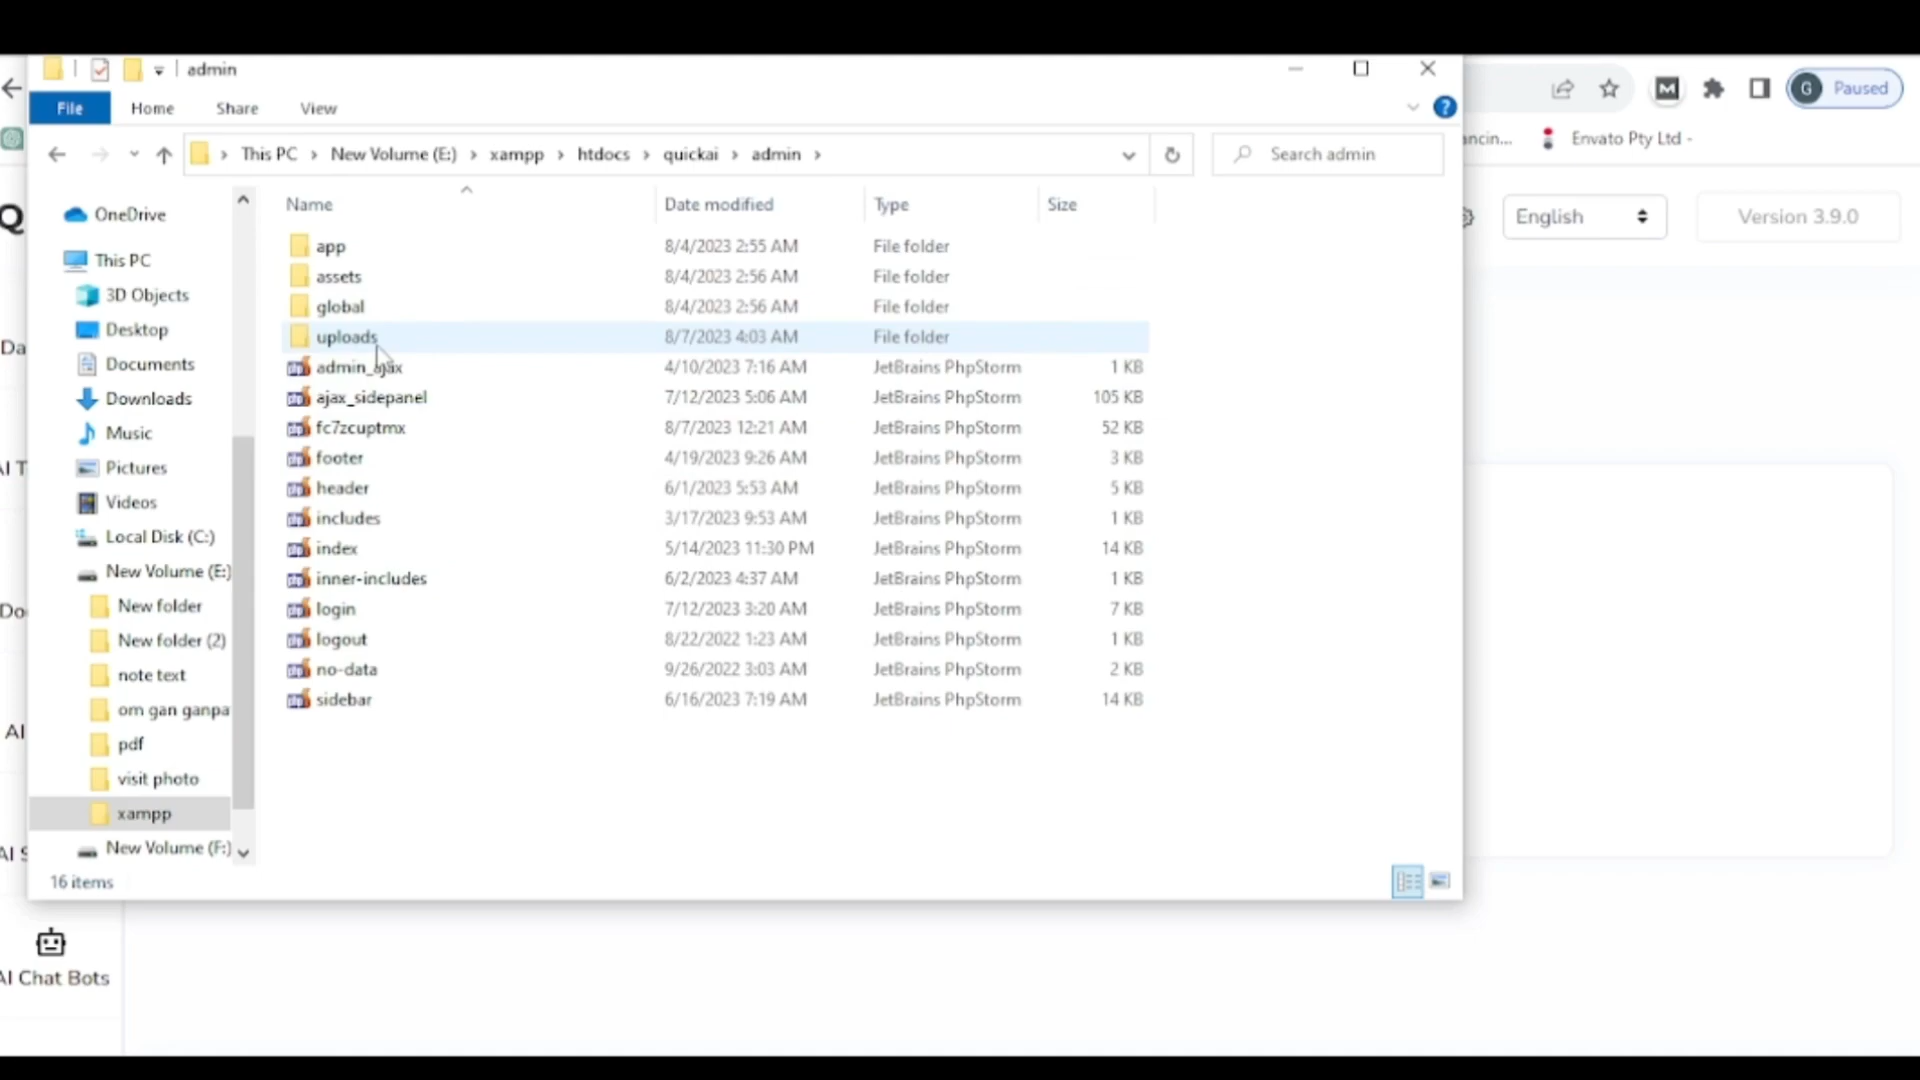 admin
File Home Share View
This PC New Volume (E:) xampp htdocs quickai admin
Search admin
G Paused
ancin... Envato Pty Ltd -
English
Version 3.9.0
Q
Da
AI T
Do
AI
AI S
AI Chat Bots
OneDrive
This PC
3D Objects
Desktop
Documents
Downloads
Music
Pictures
Videos
Local Disk (C:)
New Volume (E:)
New folder
New folder (2)
note text
om gan ganpa
pdf
visit photo
xampp
New Volume (F:)
Name Date modified Type Size
app 8/4/2023 2:55 AM File folder
assets 8/4/2023 2:56 AM File folder
global 8/4/2023 2:56 AM File folder
uploads 8/7/2023 4:03 AM File folder
admin_ajax 4/10/2023 7:16 AM JetBrains PhpStorm 1 KB
ajax_sidepanel 7/12/2023 5:06 AM JetBrains PhpStorm 105 KB
fc7zcuptmx 8/7/2023 12:21 AM JetBrains PhpStorm 52 KB
footer 4/19/2023 9:26 AM JetBrains PhpStorm 3 KB
header 6/1/2023 5:53 AM JetBrains PhpStorm 5 KB
includes 3/17/2023 9:53 AM JetBrains PhpStorm 1 KB
index 5/14/2023 11:30 PM JetBrains PhpStorm 14 KB
inner-includes 6/2/2023 4:37 AM JetBrains PhpStorm 1 KB
login 7/12/2023 3:20 AM JetBrains PhpStorm 7 KB
logout 8/22/2022 1:23 AM JetBrains PhpStorm 1 KB
no-data 9/26/2022 3:03 AM JetBrains PhpStorm 2 KB
sidebar 6/16/2023 7:19 AM JetBrains PhpStorm 14 KB
16 items